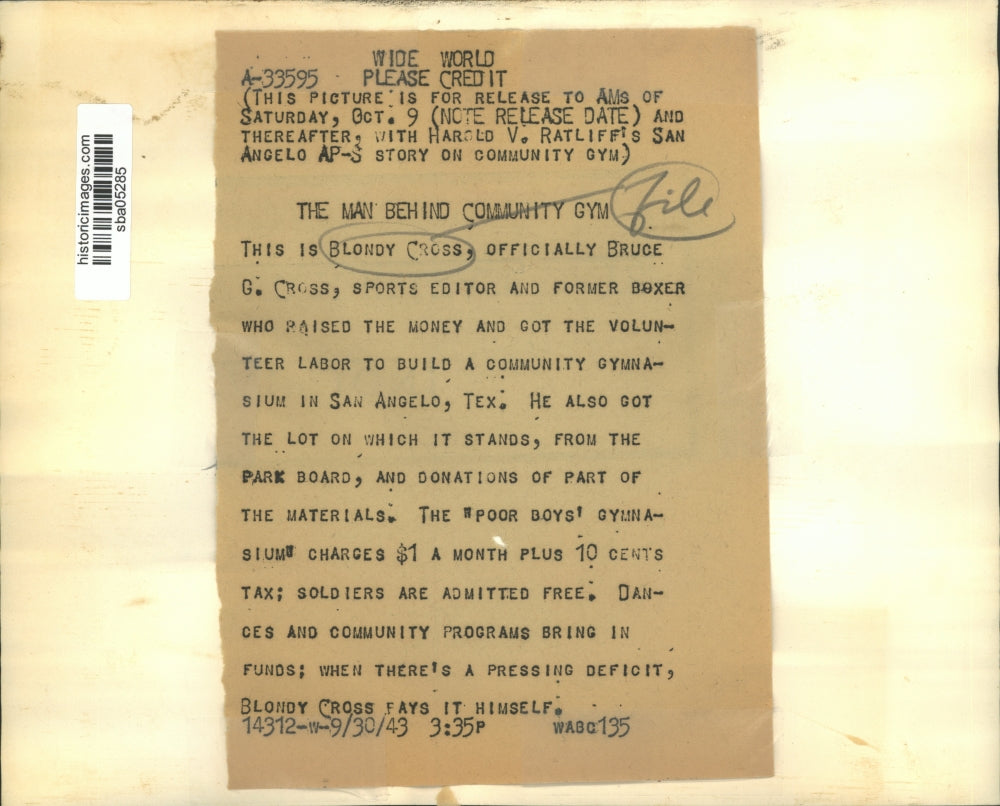 WIDE WORLD
A-33595 PLEASE CREDIT
(THIS PICTURE IS FOR RELEASE TO AMS OF
SATURDAY, OCT. 9 (NOTE RELEASE DATE) AND
THEREAFTER, WITH HAROLD V. RATLIFF'S SAN
ANGELO AP-S STORY ON COMMUNITY GYM)
file
THE MAN BEHIND COMMUNITY GYM
THIS IS BLONDY CROSS, OFFICIALLY BRUCE
G. CROSS, SPORTS EDITOR AND FORMER BOXER
WHO RAISED THE MONEY AND GOT THE VOLUN-
TEER LABOR TO BUILD A COMMUNITY GYMNA-
SIUM IN SAN ANGELO, TEX. HE ALSO GOT
THE LOT ON WHICH IT STANDS, FROM THE
PARK BOARD, AND DONATIONS OF PART OF
THE MATERIALS. THE "POOR BOYS' GYMNA-
SIUM" CHARGES $1 A MONTH PLUS 10 CENTS
TAX; SOLDIERS ARE ADMITTED FREE. DAN-
CES AND COMMUNITY PROGRAMS BRING IN
FUNDS; WHEN THERE'S A PRESSING DEFICIT,
BLONDY CROSS PAYS IT HIMSELF.
14312-W-9/30/43 3:35P WABC135
historicimages.com
sba05285